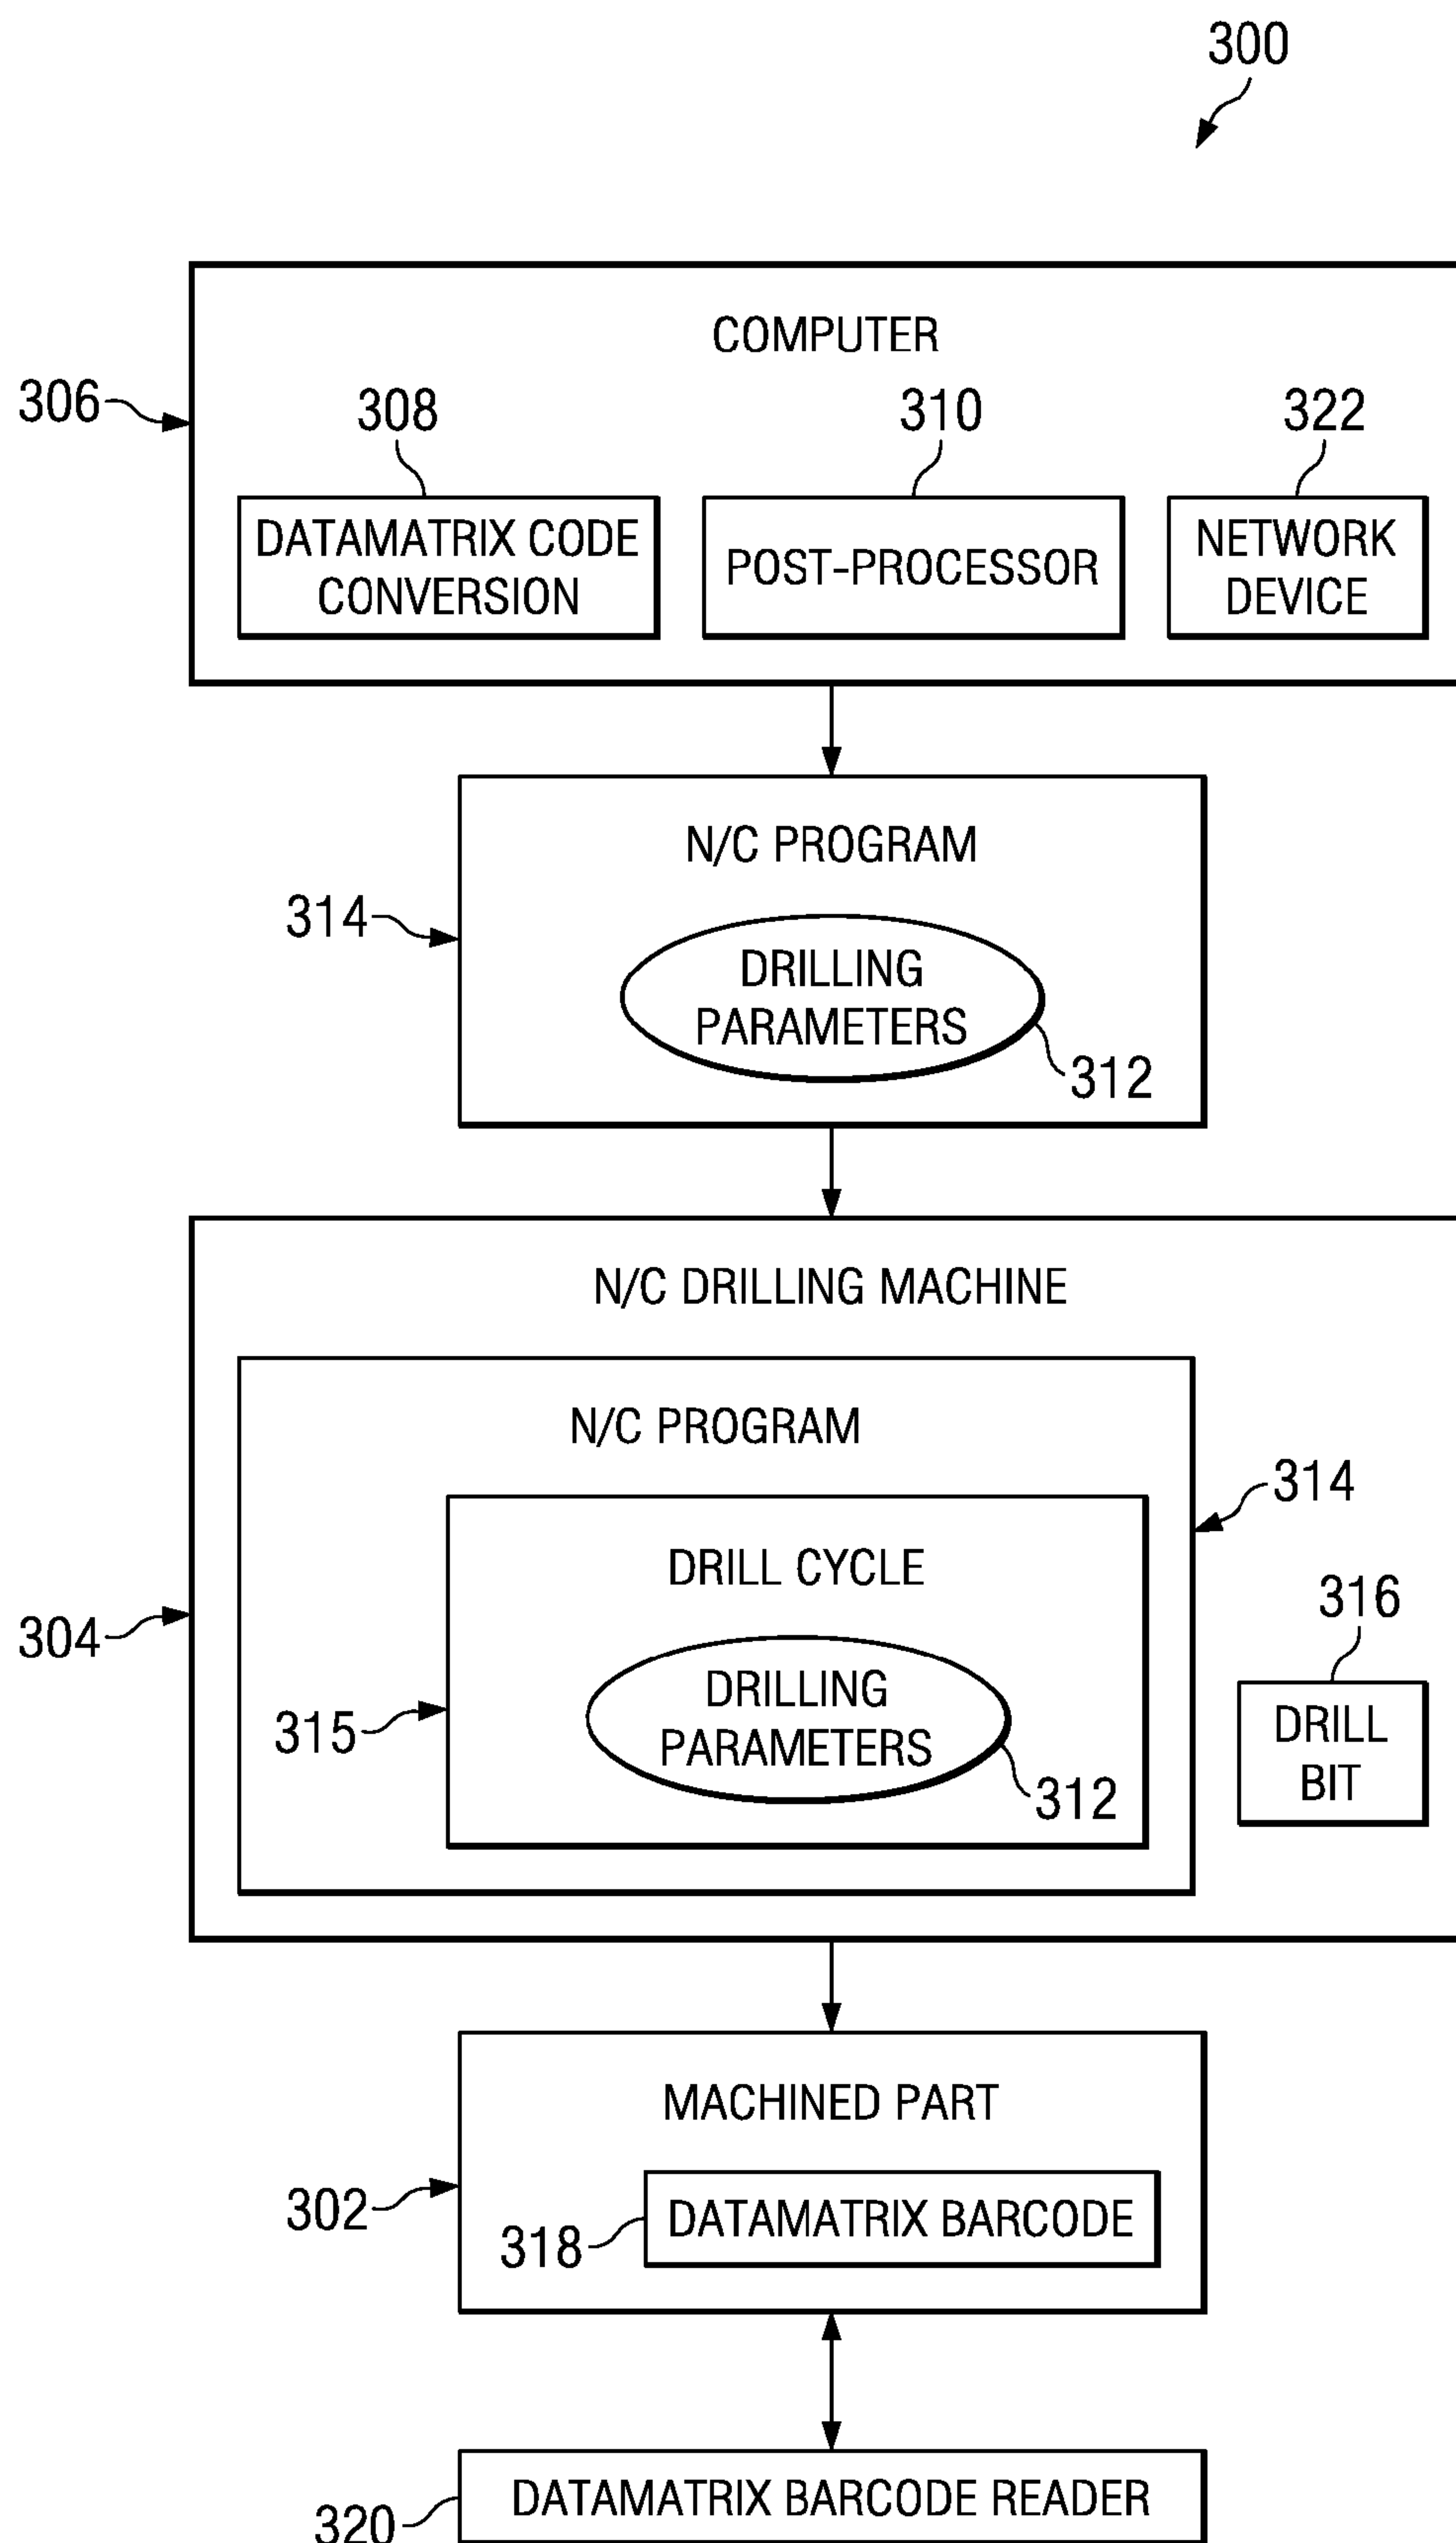 300
COMPUTER
306
308
310
322
DATAMATRIX CODE
CONVERSION
POST-PROCESSOR
NETWORK
DEVICE
N/C PROGRAM
314
DRILLING
PARAMETERS
312
N/C DRILLING MACHINE
N/C PROGRAM
314
DRILL CYCLE
316
304
315
DRILLING
PARAMETERS
312
DRILL
BIT
MACHINED PART
302
318
DATAMATRIX BARCODE
320
DATAMATRIX BARCODE READER